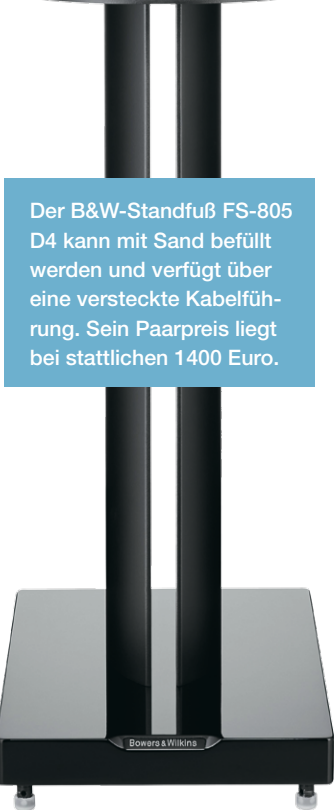 Der B&W-Standfuß FS-805
D4 kann mit Sand befüllt
werden und verfügt über
eine versteckte Kabelfüh-
rung. Sein Paarpreis liegt
bei stattlichen 1400 Euro.
Bowers & Wilkins